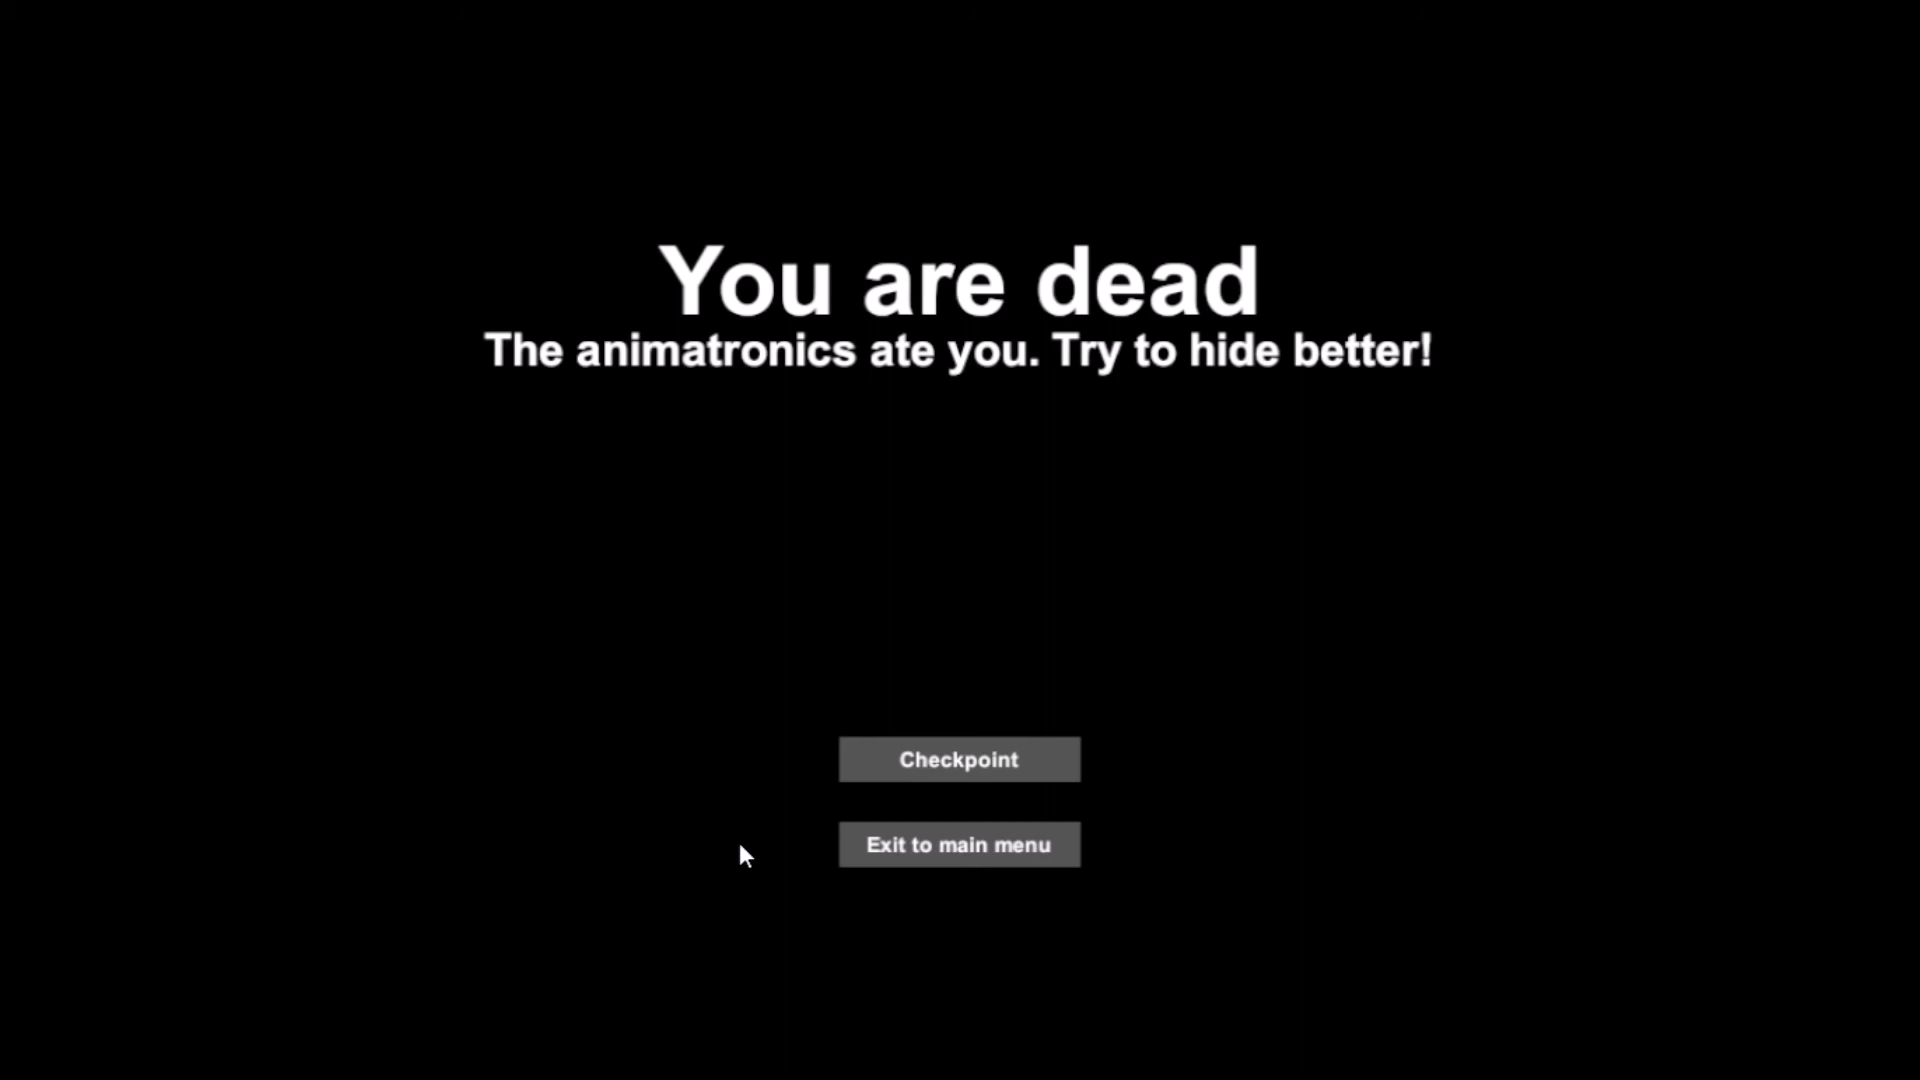 You are dead
The animatronics ate you. Try to hide better!
Checkpoint
Exit to main menu